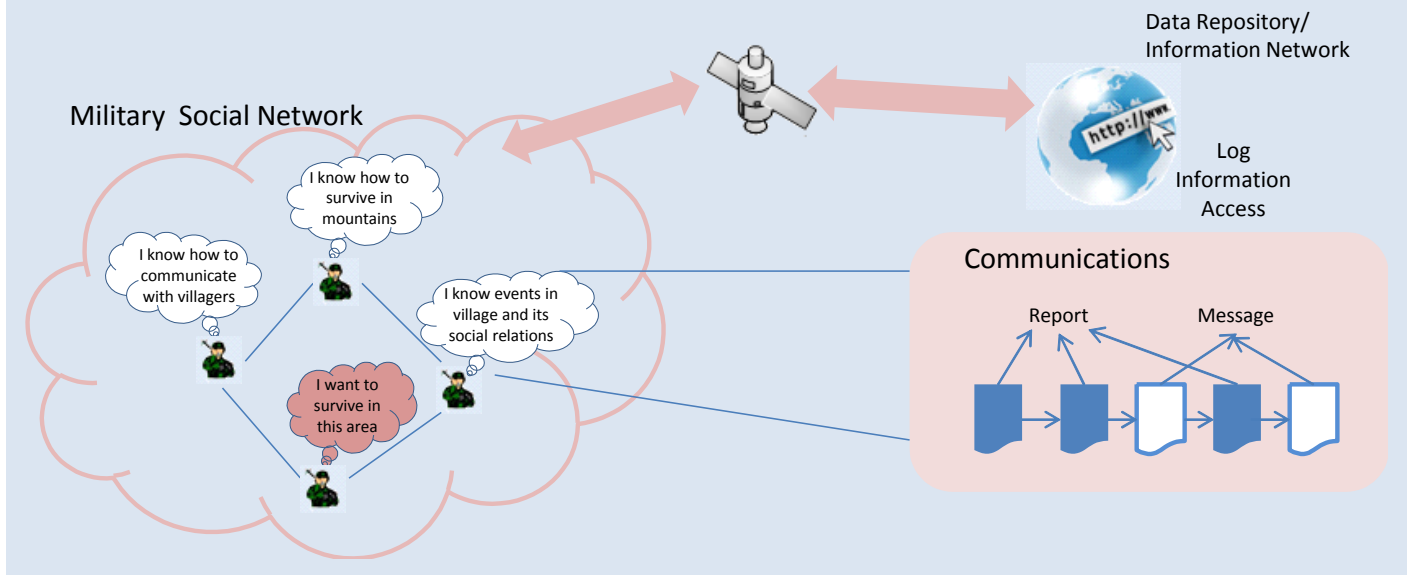 Data Repository/
Information Network
Military  Social Network
http://www.
Log
Information
Access
I know how to
survive in
mountains
I know how to
communicate
with villagers
I know events in
village and its
social relations
I want to
survive in
this area
Communications
Report
Message